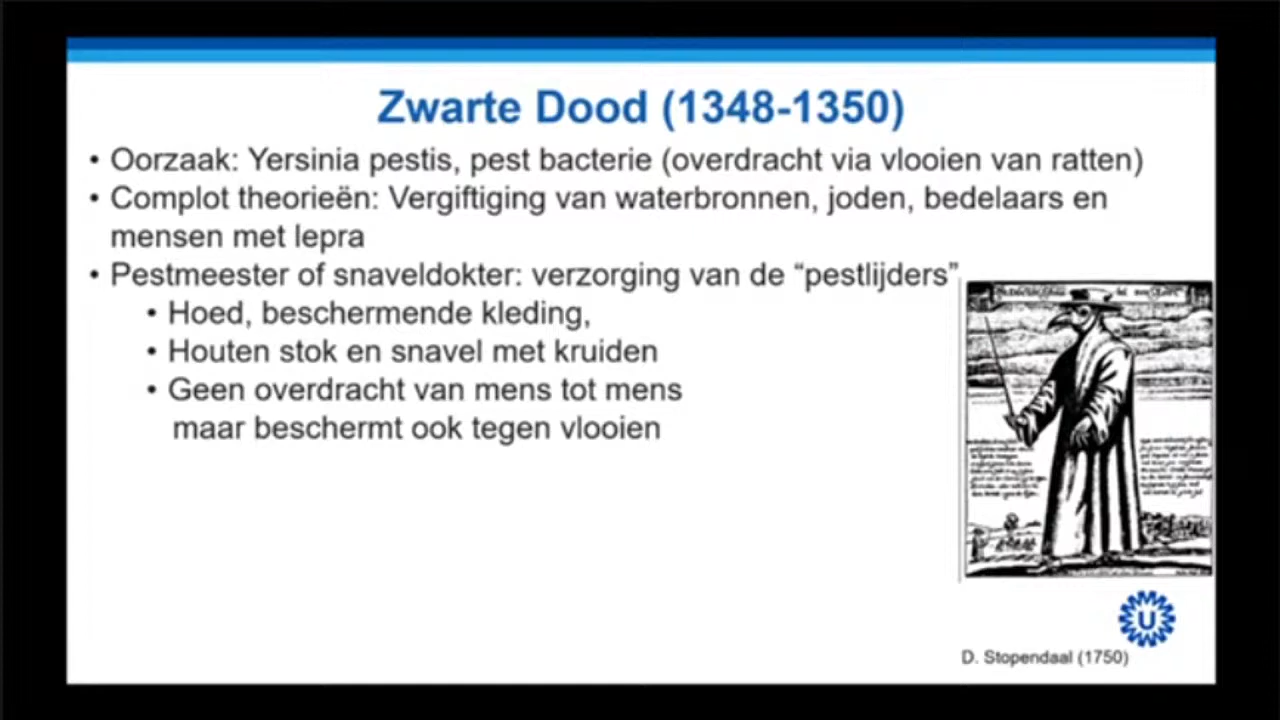 Zwarte Dood (1348-1350)
• Oorzaak: Yersinia pestis, pest bacterie (overdracht via vlooien van ratten)
• Complot theorieën: Vergiftiging van waterbronnen, joden, bedelaars en
mensen met lepra
• Pestmeester of snaveldokter: verzorging van de “pestlijders”
• Hoed, beschermende kleding,
• Houten stok en snavel met kruiden
• Geen overdracht van mens tot mens
maar beschermt ook tegen vlooien
U
D. Stopendaal (1750)